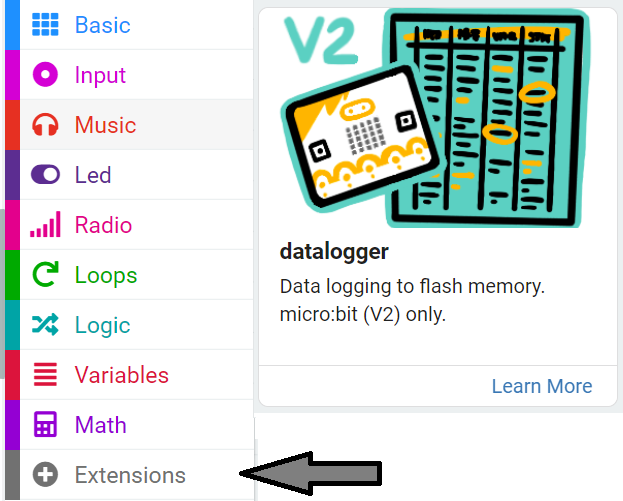 Basic
Input
Music
Led
Radio
Loops
Logic
Variables
Math
Extensions
V2
datalogger
Data logging to flash memory.
micro:bit (V2) only.
Learn More